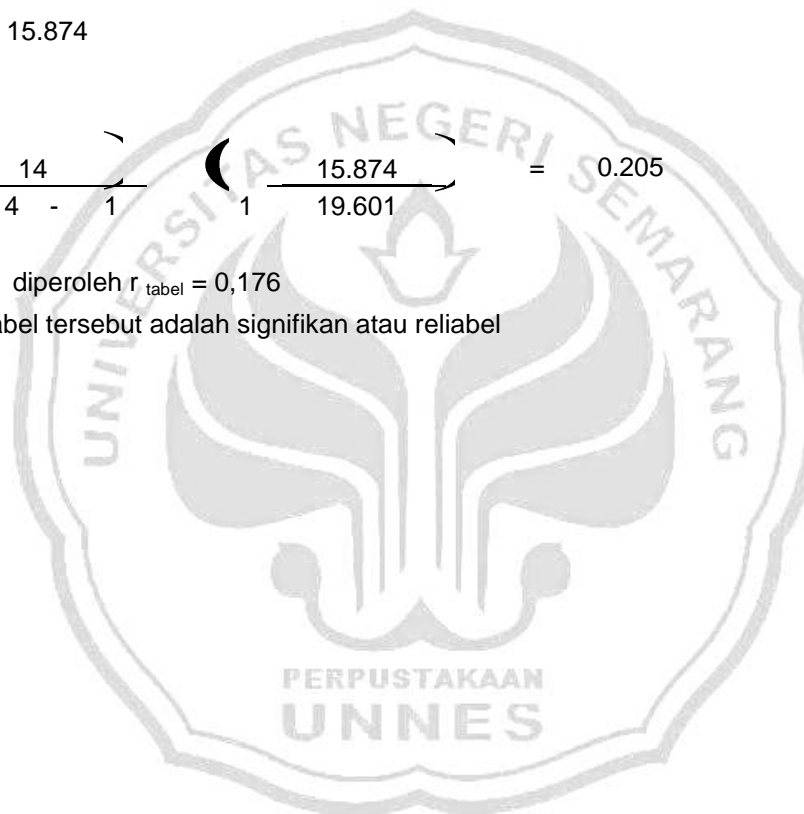 15.874
14 ( 15.874 ) = 0.205
4 - 1 1 19.601
diperoleh r tabel = 0,176
abel tersebut adalah signifikan atau reliabel
UNIVERSITAS NEGERI SEMARANG
PERPUSTAKAAN
UNNES